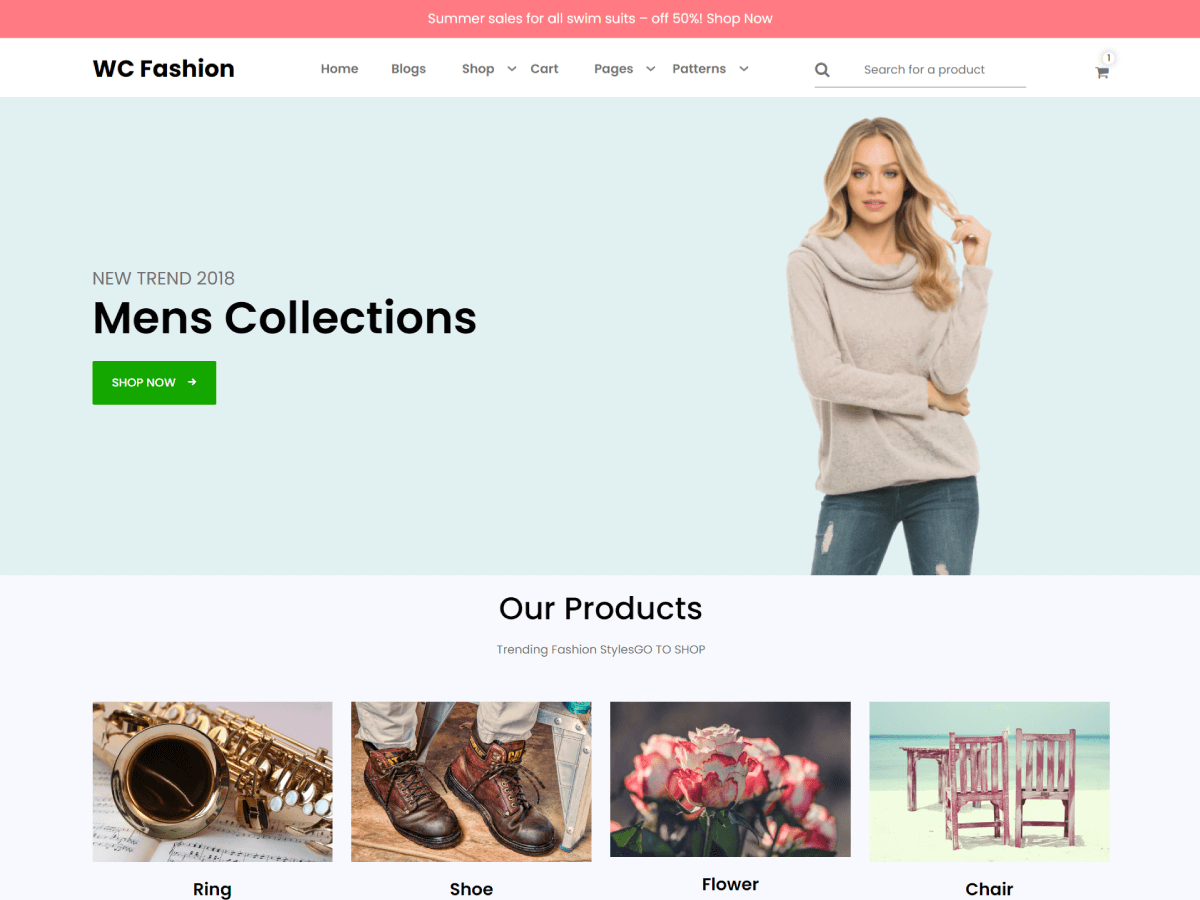 Summer sales for all swim suits – off 50%! Shop Now
WC Fashion
Home Blogs Shop Cart Pages Patterns
Search for a product
1
NEW TREND 2018
Mens Collections
SHOP NOW
Our Products
Trending Fashion StylesGO TO SHOP
Ring Shoe Flower Chair